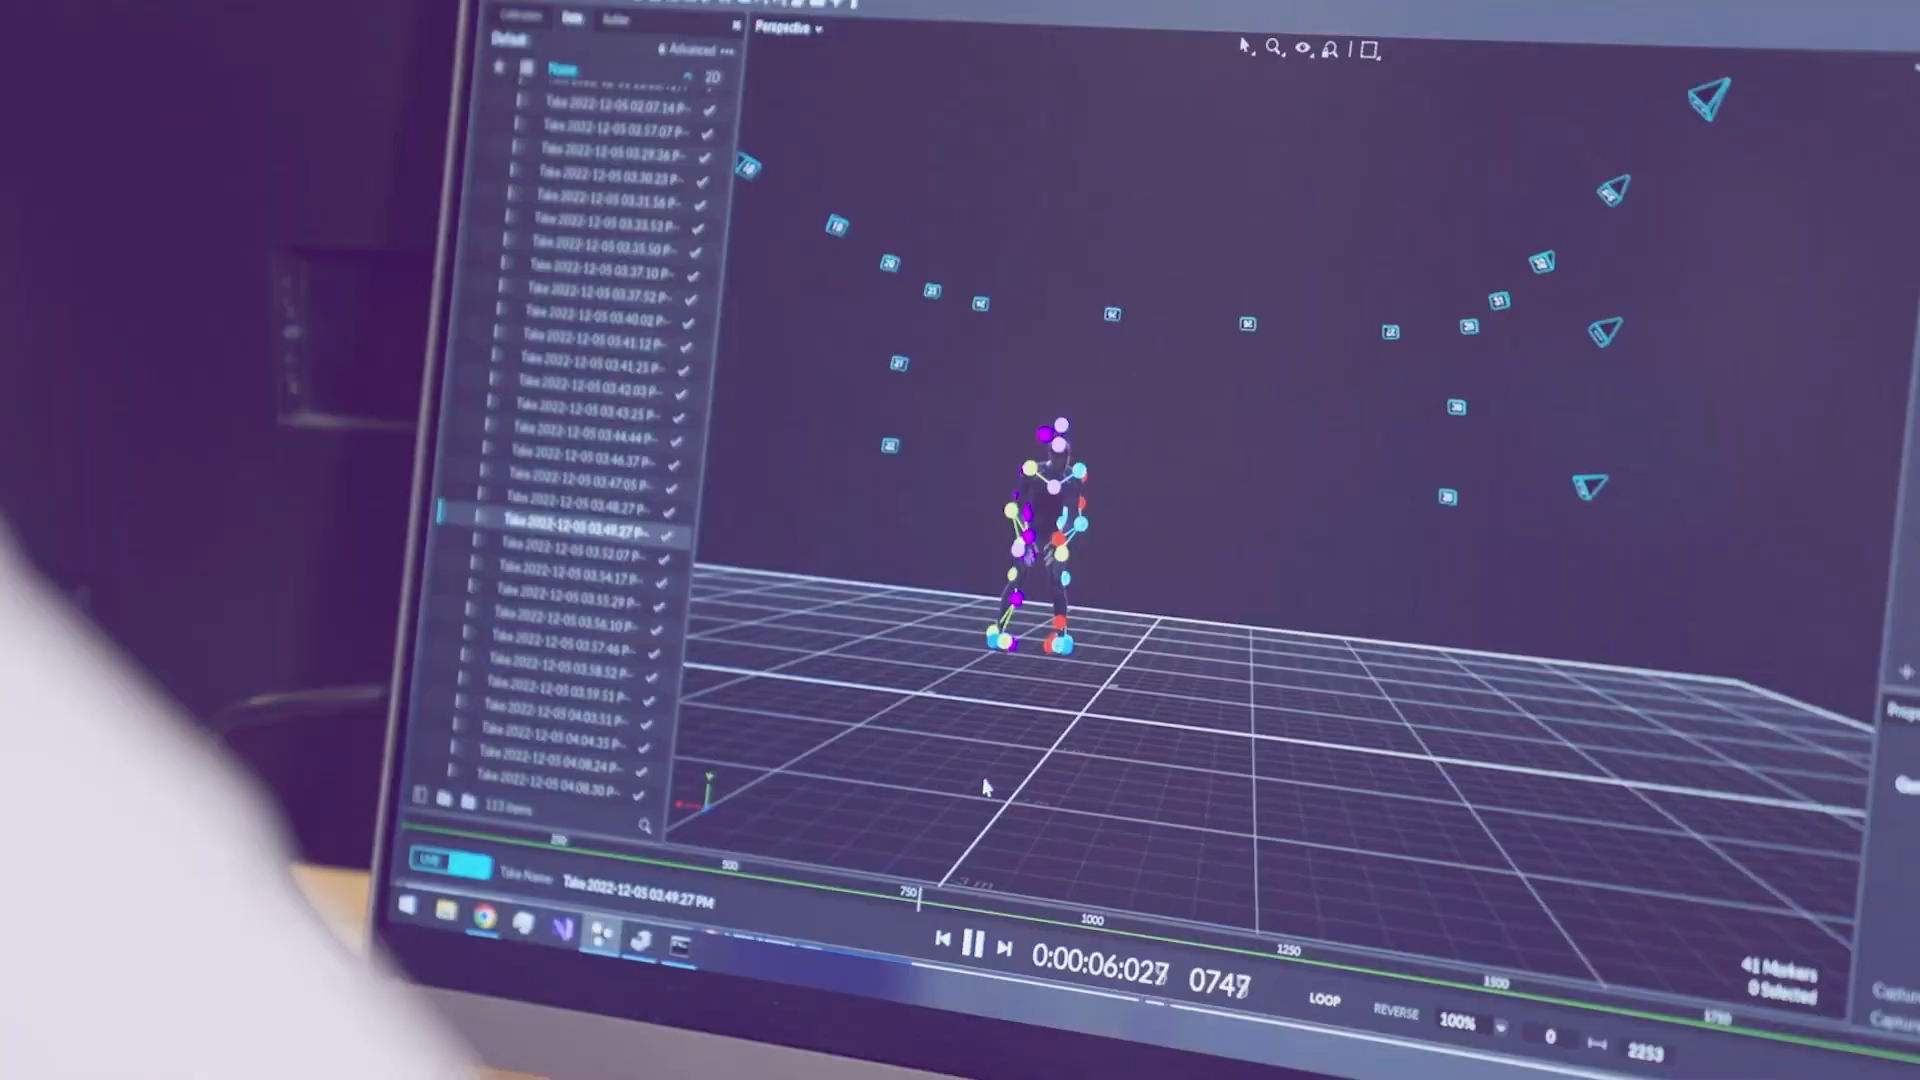 Data
Perspective
Default
Advanced
Name 2D
Take 2022-12-05 02.07.14 P--
Take 2022-12-05 02.57.07 P--
Take 2022-12-05 03.29.36 P--
Take 2022-12-05 03.30.23 P--
Take 2022-12-05 03.31.56 P--
Take 2022-12-05 03.33.53 P--
Take 2022-12-05 03.35.50 P--
Take 2022-12-05 03.37.10 P--
Take 2022-12-05 03.37.52 P--
Take 2022-12-05 03.40.02 P--
Take 2022-12-05 03.41.12 P--
Take 2022-12-05 03.41.25 P--
Take 2022-12-05 03.42.03 P--
Take 2022-12-05 03.43.25 P--
Take 2022-12-05 03.44.44 P--
Take 2022-12-05 03.46.37 P--
Take 2022-12-05 03.47.05 P--
Take 2022-12-05 03.48.27 P--
Take 2022-12-05 03.49.27 P--
Take 2022-12-05 03.52.07 P--
Take 2022-12-05 03.54.17 P--
Take 2022-12-05 03.55.29 P--
Take 2022-12-05 03.56.10 P--
Take 2022-12-05 03.57.46 P--
Take 2022-12-05 03.58.52 P--
Take 2022-12-05 03.59.51 P--
Take 2022-12-05 04.03.51 P--
Take 2022-12-05 04.04.35 P--
Take 2022-12-05 04.08.24 P--
Take 2022-12-05 04.08.30 P--
113 items
250 500 750 1000 1250 1500 1750
Take Name Take 2022-12-05 03.49.27 PM
41 Markers
0 Selected
0:00:06:027 0747
LOOP REVERSE 100% 0 2253